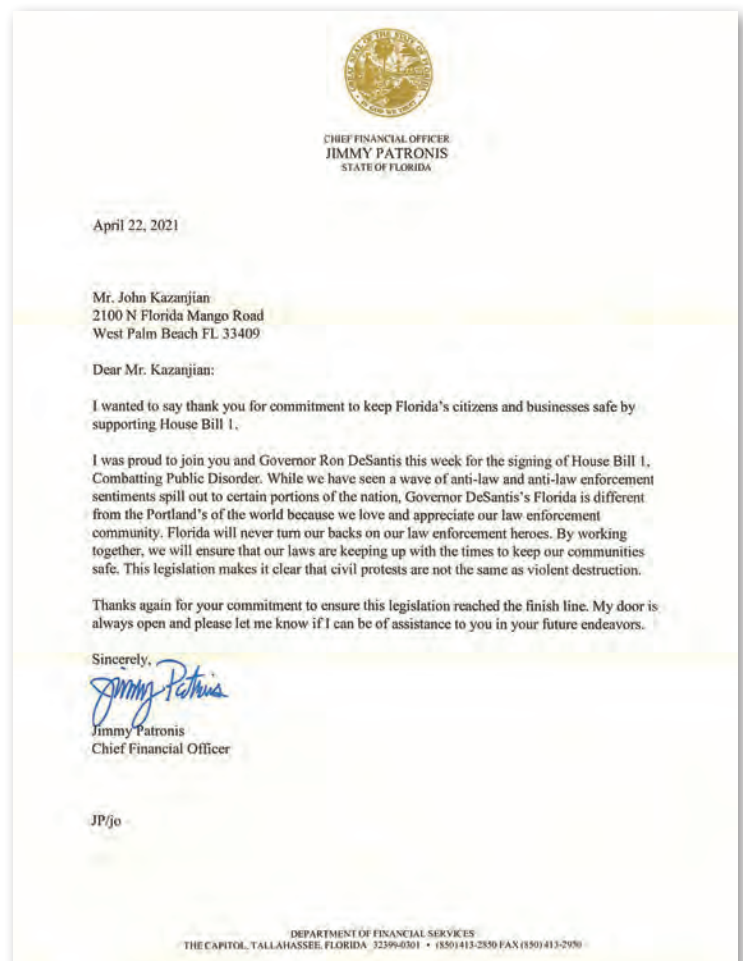 GREAT SEAL OF THE STATE OF FLORIDA
IN GOD WE TRUST
CHIEF FINANCIAL OFFICER
JIMMY PATRONIS
STATE OF FLORIDA
April 22, 2021
Mr. John Kazanjian
2100 N Florida Mango Road
West Palm Beach FL 33409
Dear Mr. Kazanjian:
I wanted to say thank you for commitment to keep Florida's citizens and businesses safe by
supporting House Bill 1.
I was proud to join you and Governor Ron DeSantis this week for the signing of House Bill 1,
Combatting Public Disorder. While we have seen a wave of anti-law and anti-law enforcement
sentiments spill out to certain portions of the nation, Governor DeSantis's Florida is different
from the Portland's of the world because we love and appreciate our law enforcement
community. Florida will never turn our backs on our law enforcement heroes. By working
together, we will ensure that our laws are keeping up with the times to keep our communities
safe. This legislation makes it clear that civil protests are not the same as violent destruction.
Thanks again for your commitment to ensure this legislation reached the finish line. My door is
always open and please let me know if I can be of assistance to you in your future endeavors.
Sincerely,
Jimmy Patronis
Jimmy Patronis
Chief Financial Officer
JP/jo
DEPARTMENT OF FINANCIAL SERVICES
THE CAPITOL, TALLAHASSEE, FLORIDA 32399-0301 • (850) 413-2850 FAX (850) 413-2950